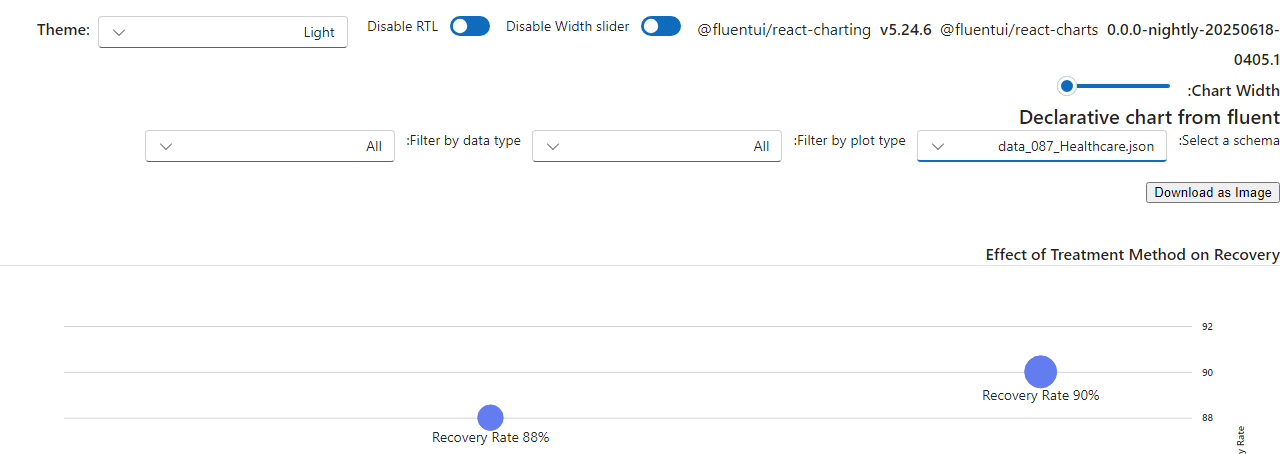 Theme: Light Disable RTL Disable Width slider @fluentui/react-charting v5.24.6 @fluentui/react-charts 0.0.0-nightly-20250618-
0405.1
:Chart Width
Declarative chart from fluent
:Select a schema data_087_Healthcare.json :Filter by plot type All :Filter by data type All
Download as Image
Effect of Treatment Method on Recovery
92
90
Recovery Rate 90%
88
Recovery Rate 88%
Rate